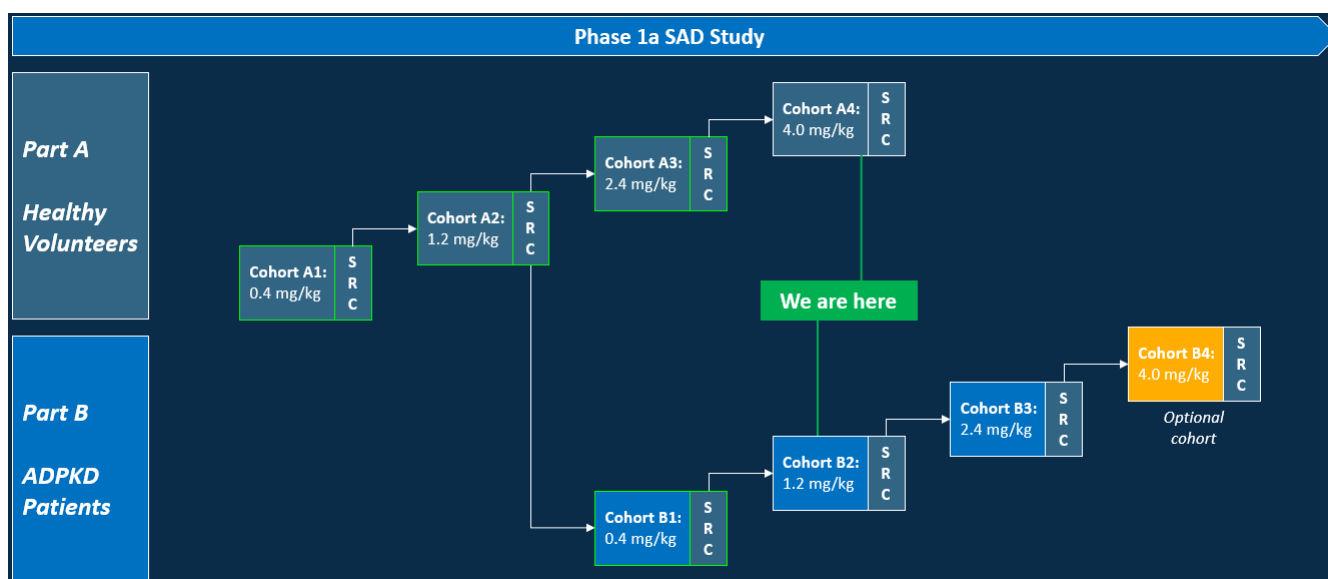 Phase 1a SAD Study
Part A
Healthy
Volunteers
Cohort A1:
0.4 mg/kg
S
R
C
Cohort A2:
1.2 mg/kg
S
R
C
Cohort A3:
2.4 mg/kg
S
R
C
Cohort A4:
4.0 mg/kg
S
R
C
We are here
Part B
ADPKD
Patients
Cohort B1:
0.4 mg/kg
S
R
C
Cohort B2:
1.2 mg/kg
S
R
C
Cohort B3:
2.4 mg/kg
S
R
C
Cohort B4:
4.0 mg/kg
S
R
C
Optional
cohort